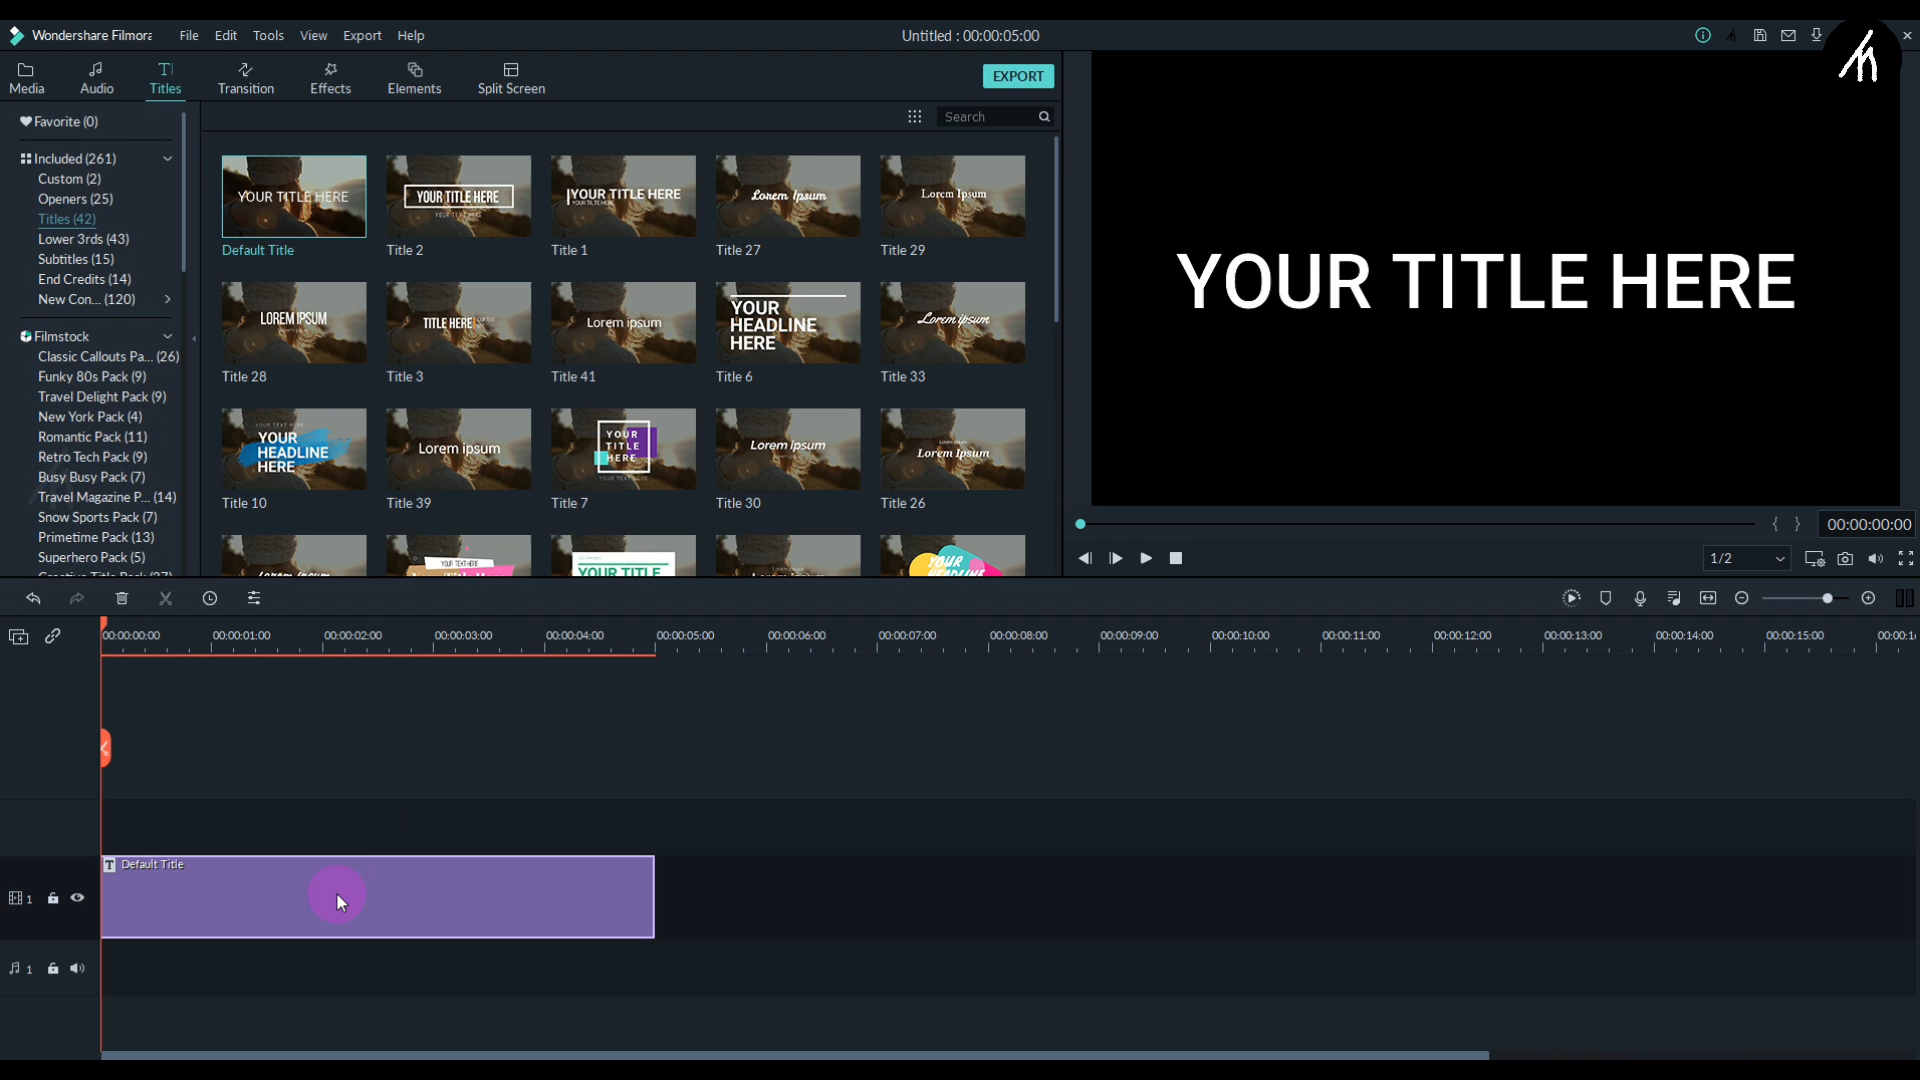 Wondershare Filmora
File Edit Tools View Export Help
Untitled : 00:00:05:00
Media Audio Titles Transition Effects Elements Split Screen
EXPORT
Search
Favorite (0)
Included (261)
Custom (2)
Openers (25)
Titles (42)
Lower 3rds (43)
Subtitles (15)
End Credits (14)
New Con... (120)
Filmstock
Classic Callouts Pa... (26)
Funky 80s Pack (9)
Travel Delight Pack (9)
New York Pack (4)
Romantic Pack (11)
Retro Tech Pack (9)
Busy Busy Pack (7)
Travel Magazine P... (14)
Snow Sports Pack (7)
Primetime Pack (13)
Superhero Pack (5)
YOUR TITLE HERE
Default Title
YOUR TITLE HERE
Title 2
YOUR TITLE HERE
Title 1
Lorem Ipsum
Title 27
Lorem Ipsum
Title 29
LOREM IPSUM
Title 28
TITLE HERE
Title 3
Lorem ipsum
Title 41
YOUR
HEADLINE
HERE
Title 6
Lorem ipsum
Title 33
YOUR
HEADLINE
HERE
Title 10
Lorem ipsum
Title 39
YOUR
TITLE
HERE
Title 7
Lorem ipsum
Title 30
Lorem Ipsum
Title 26
YOUR TEXT HERE
YOUR TITLE
YOUR
YOUR TITLE HERE
00:00:00:00
1/2
00:00:00:00 00:00:01:00 00:00:02:00 00:00:03:00 00:00:04:00 00:00:05:00 00:00:06:00 00:00:07:00 00:00:08:00 00:00:09:00 00:00:10:00 00:00:11:00 00:00:12:00 00:00:13:00 00:00:14:00 00:00:15:00
T Default Title
1
1